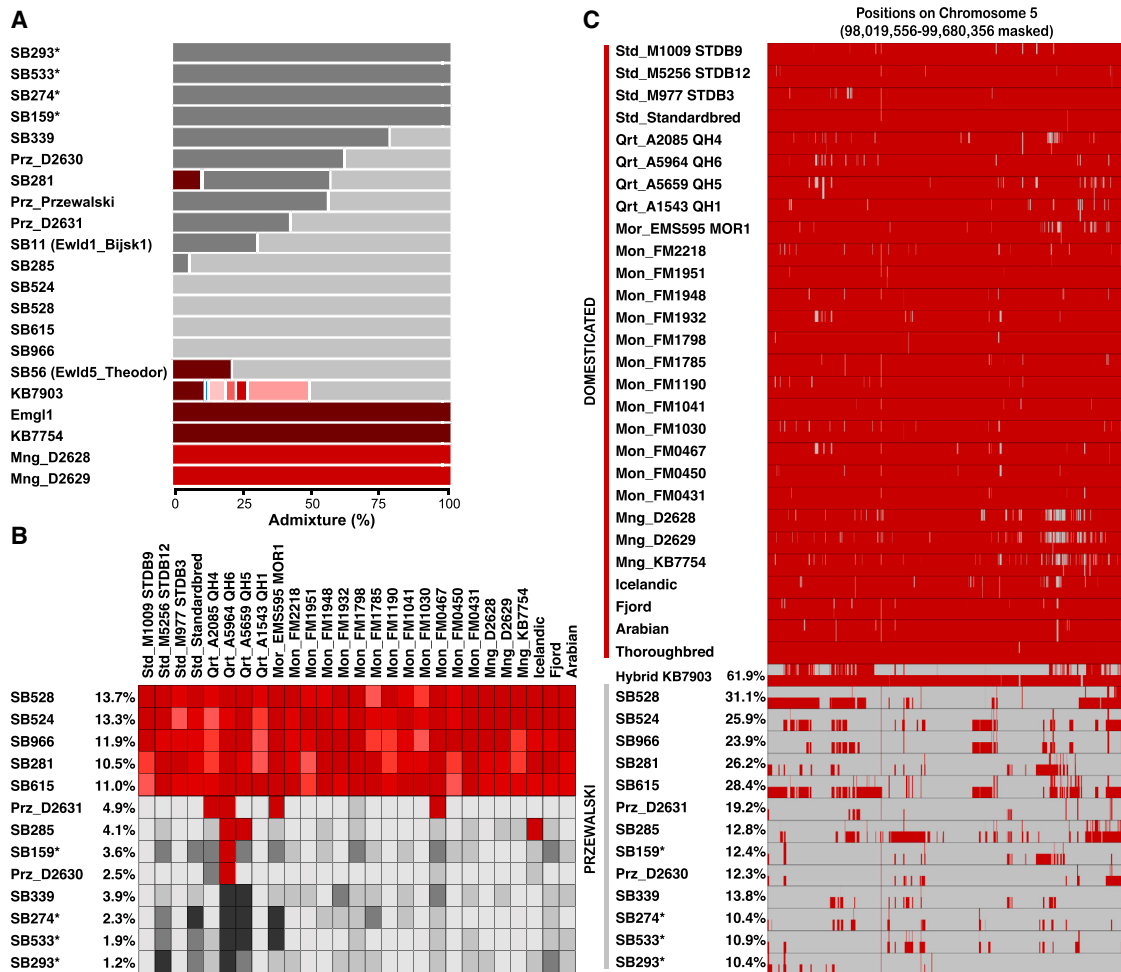 A
SB293*
SB533*
SB274*
SB159*
SB339
Prz_D2630
SB281
Prz_Przewalski
Prz_D2631
SB11 (Ewld1_Bijsk1)
SB285
SB524
SB528
SB615
SB966
SB56 (Ewld5_Theodor)
KB7903
Emgl1
KB7754
Mng_D2628
Mng_D2629
0 25 50 75 100
Admixture (%)
B
Std_M1009 STDB9
Std_M5256 STDB12
Std_M977 STDB3
Std_Standardbred
Qrt_A2085 QH4
Qrt_A5964 QH6
Qrt_A5659 QH5
Qrt_A1543 QH1
Mor_EMS595 MOR1
Mon_FM2218
Mon_FM1951
Mon_FM1948
Mon_FM1932
Mon_FM1798
Mon_FM1785
Mon_FM1190
Mon_FM1041
Mon_FM1030
Mon_FM0467
Mon_FM0450
Mon_FM0431
Mng_D2628
Mng_D2629
Mng_KB7754
Icelandic
Fjord
Arabian
SB528 13.7%
SB524 13.3%
SB966 11.9%
SB281 10.5%
SB615 11.0%
Prz_D2631 4.9%
SB285 4.1%
SB159* 3.6%
Prz_D2630 2.5%
SB339 3.9%
SB274* 2.3%
SB533* 1.9%
SB293* 1.2%
C
Positions on Chromosome 5
(98,019,556-99,680,356 masked)
DOMESTICATED
Std_M1009 STDB9
Std_M5256 STDB12
Std_M977 STDB3
Std_Standardbred
Qrt_A2085 QH4
Qrt_A5964 QH6
Qrt_A5659 QH5
Qrt_A1543 QH1
Mor_EMS595 MOR1
Mon_FM2218
Mon_FM1951
Mon_FM1948
Mon_FM1932
Mon_FM1798
Mon_FM1785
Mon_FM1190
Mon_FM1041
Mon_FM1030
Mon_FM0467
Mon_FM0450
Mon_FM0431
Mng_D2628
Mng_D2629
Mng_KB7754
Icelandic
Fjord
Arabian
Thoroughbred
PRZEWALSKI
Hybrid KB7903 61.9%
SB528 31.1%
SB524 25.9%
SB966 23.9%
SB281 26.2%
SB615 28.4%
Prz_D2631 19.2%
SB285 12.8%
SB159* 12.4%
Prz_D2630 12.3%
SB339 13.8%
SB274* 10.4%
SB533* 10.9%
SB293* 10.4%